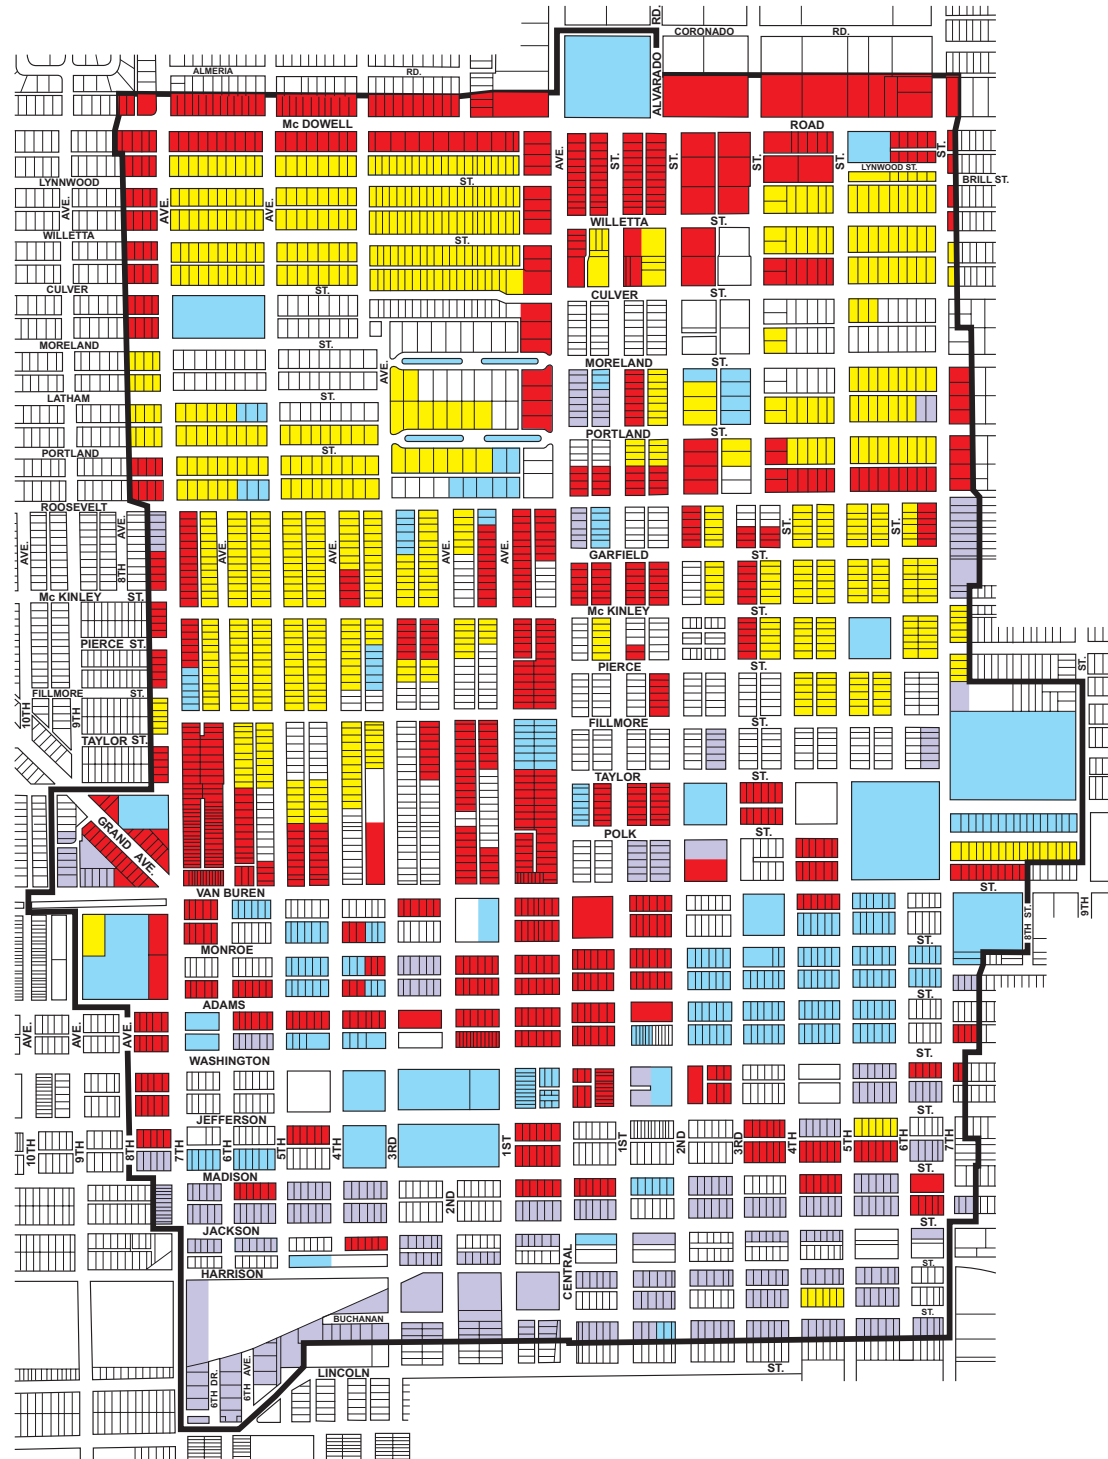 RD.
CORONADO RD.
ALVARADO
ALMERIA RD.
Mc DOWELL ROAD
AVE. ST. ST. ST. ST. ST.
LYNWOOD ST.
LYNNWOOD ST. BRILL ST.
AVE. AVE. AVE.
WILLETTA ST.
WILLETTA ST.
CULVER ST. CULVER ST.
MORELAND ST. MORELAND ST.
AVE.
LATHAM ST.
PORTLAND ST.
PORTLAND ST.
ROOSEVELT
AVE. AVE. AVE. AVE. AVE. AVE. ST. ST.
8TH
GARFIELD ST.
Mc KINLEY ST. Mc KINLEY ST.
PIERCE ST. PIERCE ST.
ST.
FILLMORE ST. FILLMORE ST.
10TH 9TH
TAYLOR ST. TAYLOR ST.
GRAND AVE.
POLK ST.
VAN BUREN ST.
8TH ST. 9TH
MONROE ST.
ADAMS ST.
AVE. AVE. AVE.
WASHINGTON ST.
JEFFERSON ST.
10TH 9TH 8TH 7TH 6TH 5TH 4TH 3RD 1ST 1ST 2ND 3RD 4TH 5TH 6TH 7TH
MADISON ST.
2ND
JACKSON ST.
HARRISON ST.
CENTRAL
BUCHANAN ST.
LINCOLN ST.
6TH DR. 6TH AVE.